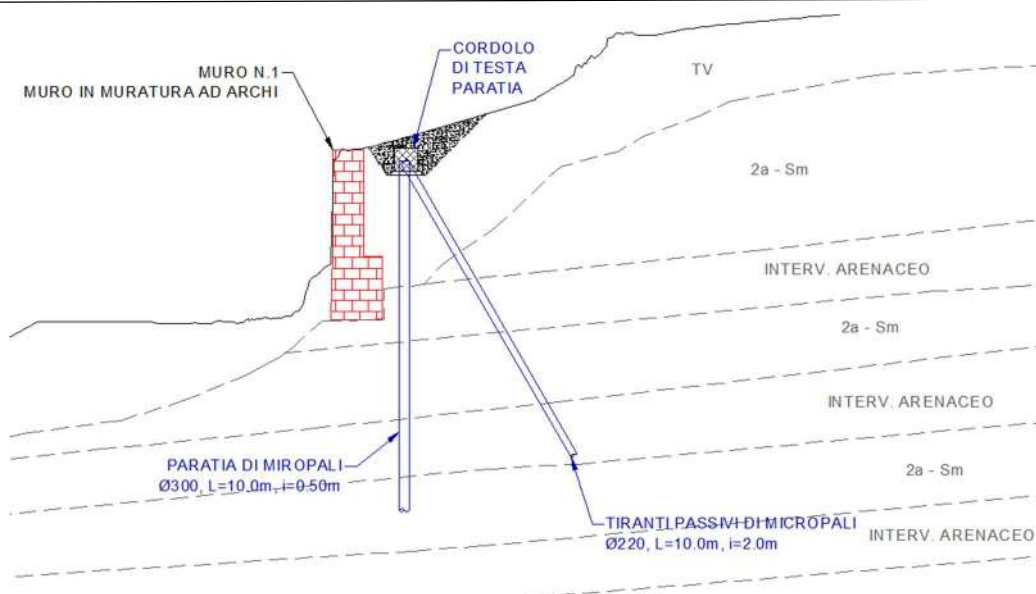 CORDOLO
DI TESTA
PARATIA
MURO N.1
MURO IN MURATURA AD ARCHI
TV
2a - Sm
INTERV. ARENACEO
2a - Sm
INTERV. ARENACEO
PARATIA DI MIROPALI
Ø300, L=10.0m, i=0.50m
2a - Sm
TIRANTI PASSIVI DI MICROPALI
Ø220, L=10.0m, i=2.0m
INTERV. ARENACEO